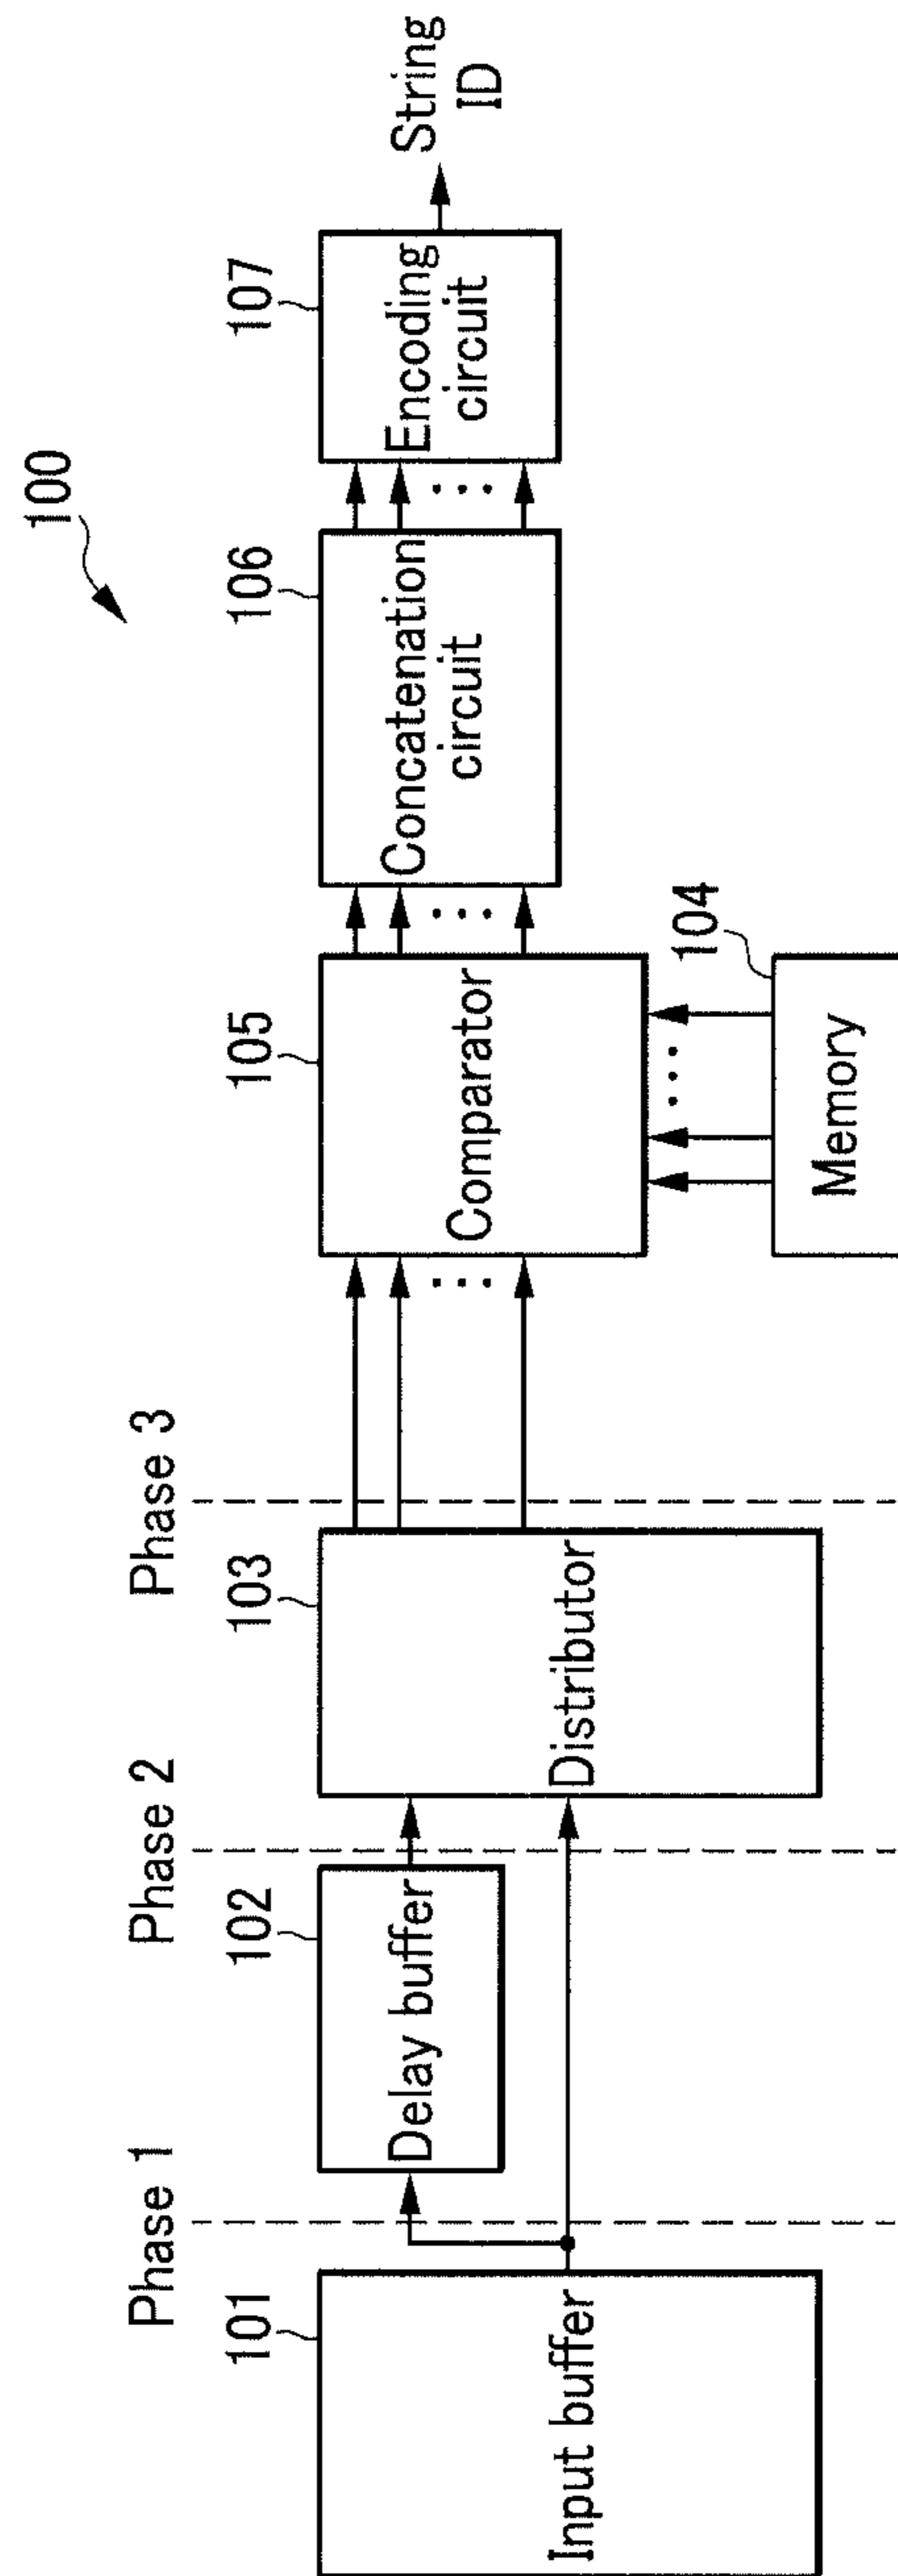 100
Phase 1
Phase 2
Phase 3
101
Input buffer
102
Delay buffer
103
Distributor
105
Comparator
104
Memory
106
Concatenation
circuit
107
Encoding
circuit
String
ID